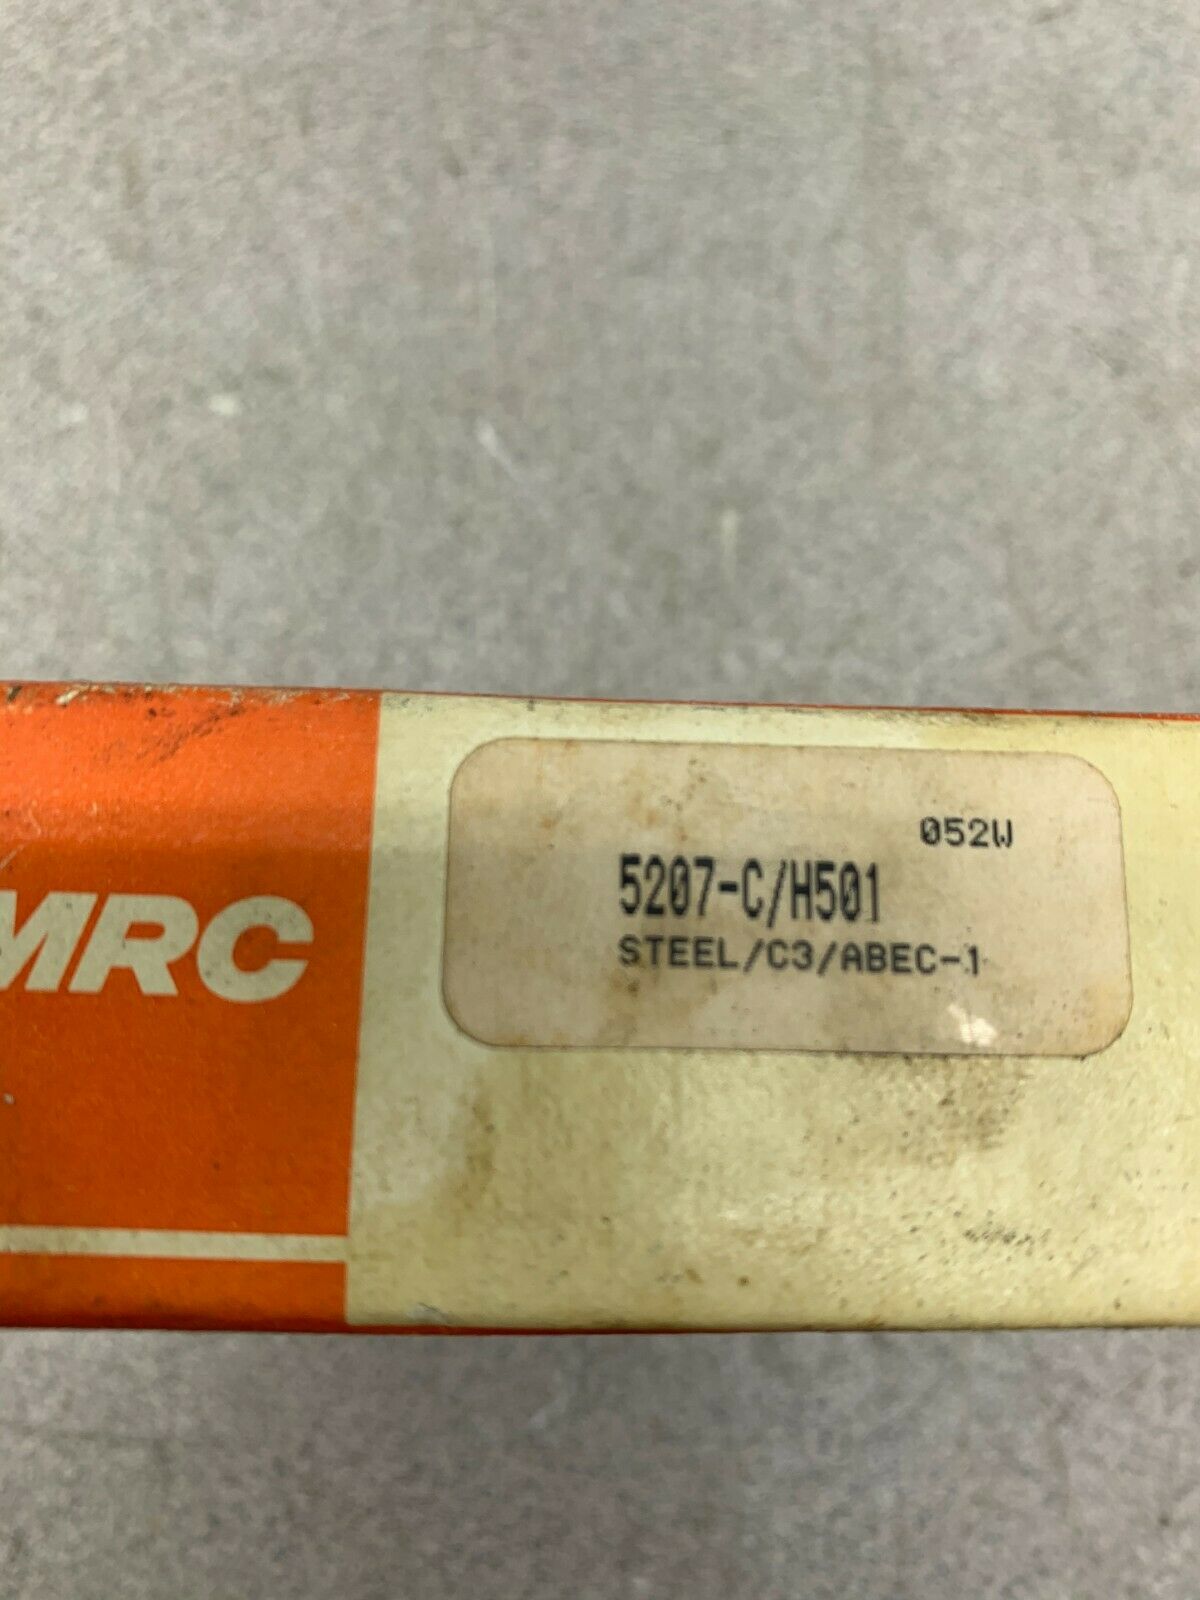 MRC
052W
5207-C/H501
STEEL/C3/ABEC-1